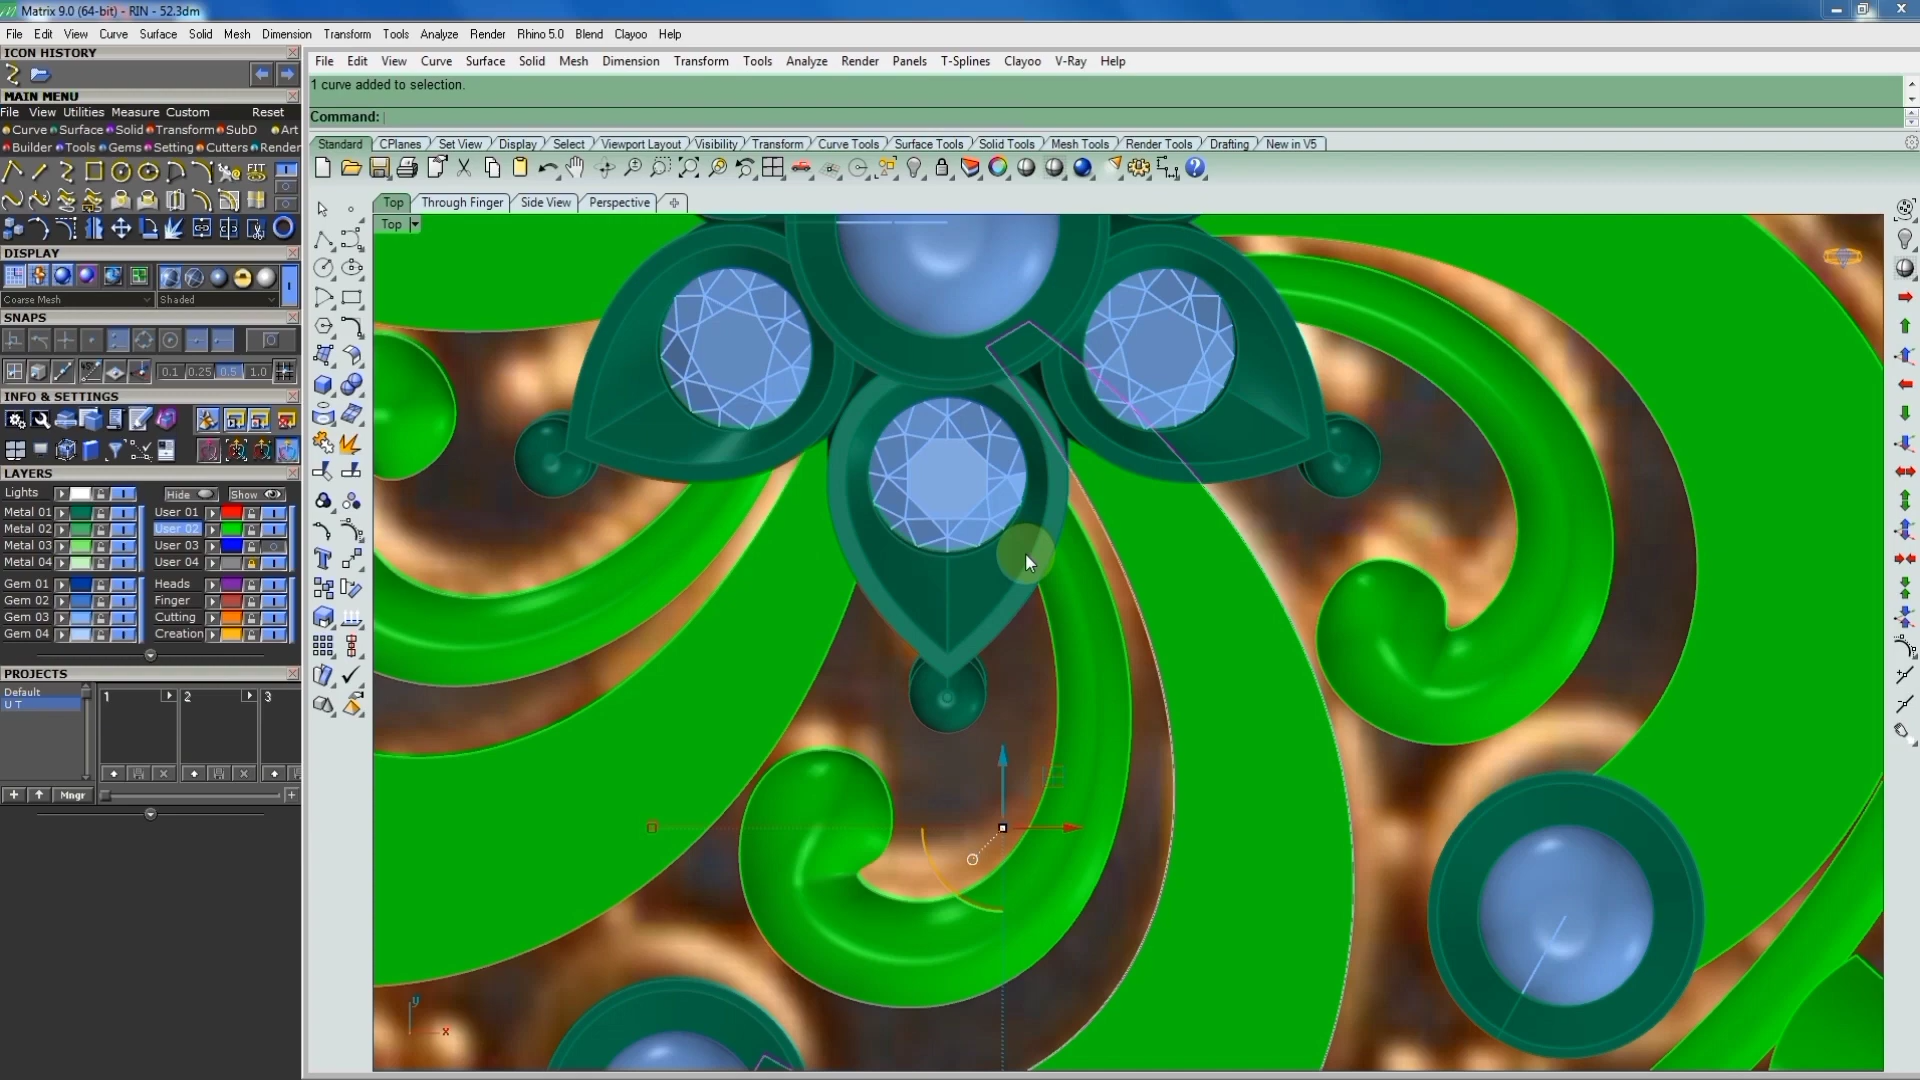 Matrix 9.0 (64-bit) - RIN - 52.3dm
File Edit View Curve Surface Solid Mesh Dimension Transform Tools Analyze Render Rhino 5.0 Blend Clayoo Help
ICON HISTORY
MAIN MENU
File View Utilities Measure Custom Reset
Curve Surface Solid Transform SubD Art
Builder Tools Gems Setting Cutters Render
FIT
DISPLAY
Coarse Mesh Shaded
SNAPS
0.1 0.25 0.5 1.0
INFO & SETTINGS
LAYERS
Lights Hide Show
Metal 01 User 01
Metal 02 User 02
Metal 03 User 03
Metal 04 User 04
Gem 01 Heads
Gem 02 Finger
Gem 03 Cutting
Gem 04 Creation
PROJECTS
Default 1 2 3
U T
+ Mngr +
File Edit View Curve Surface Solid Mesh Dimension Transform Tools Analyze Render Panels T-Splines Clayoo V-Ray Help
1 curve added to selection.
Command:
Standard CPlanes Set View Display Select Viewport Layout Visibility Transform Curve Tools Surface Tools Solid Tools Mesh Tools Render Tools Drafting New in V5
Top Through Finger Side View Perspective
Top
y
x